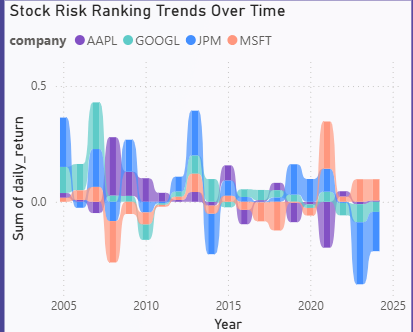 Stock Risk Ranking Trends Over Time
company AAPL GOOGL JPM MSFT
0.5
0.0
Sum of daily_return
2005 2010 2015 2020 2025
Year